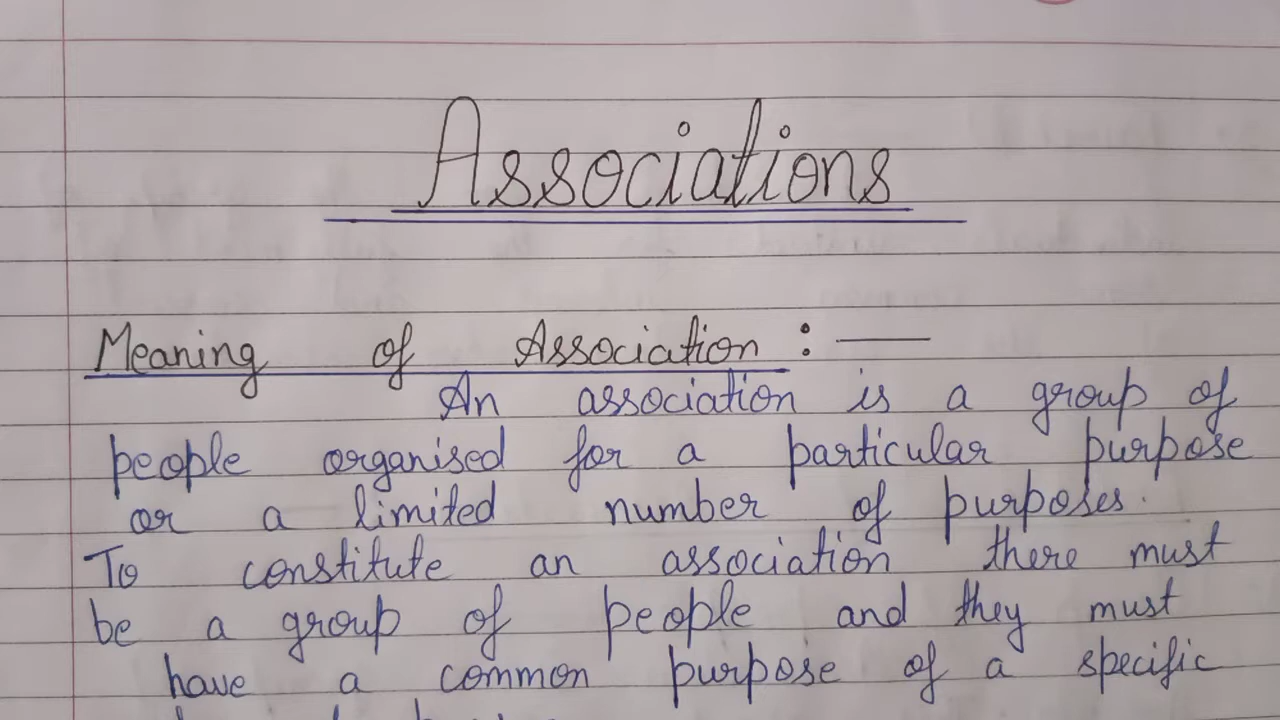 Associations
Meaning of Association : —
An association is a group of
people organised for a particular purpose
or a limited number of purposes.
To constitute an association there must
be a group of people and they must
have a common purpose of a specific